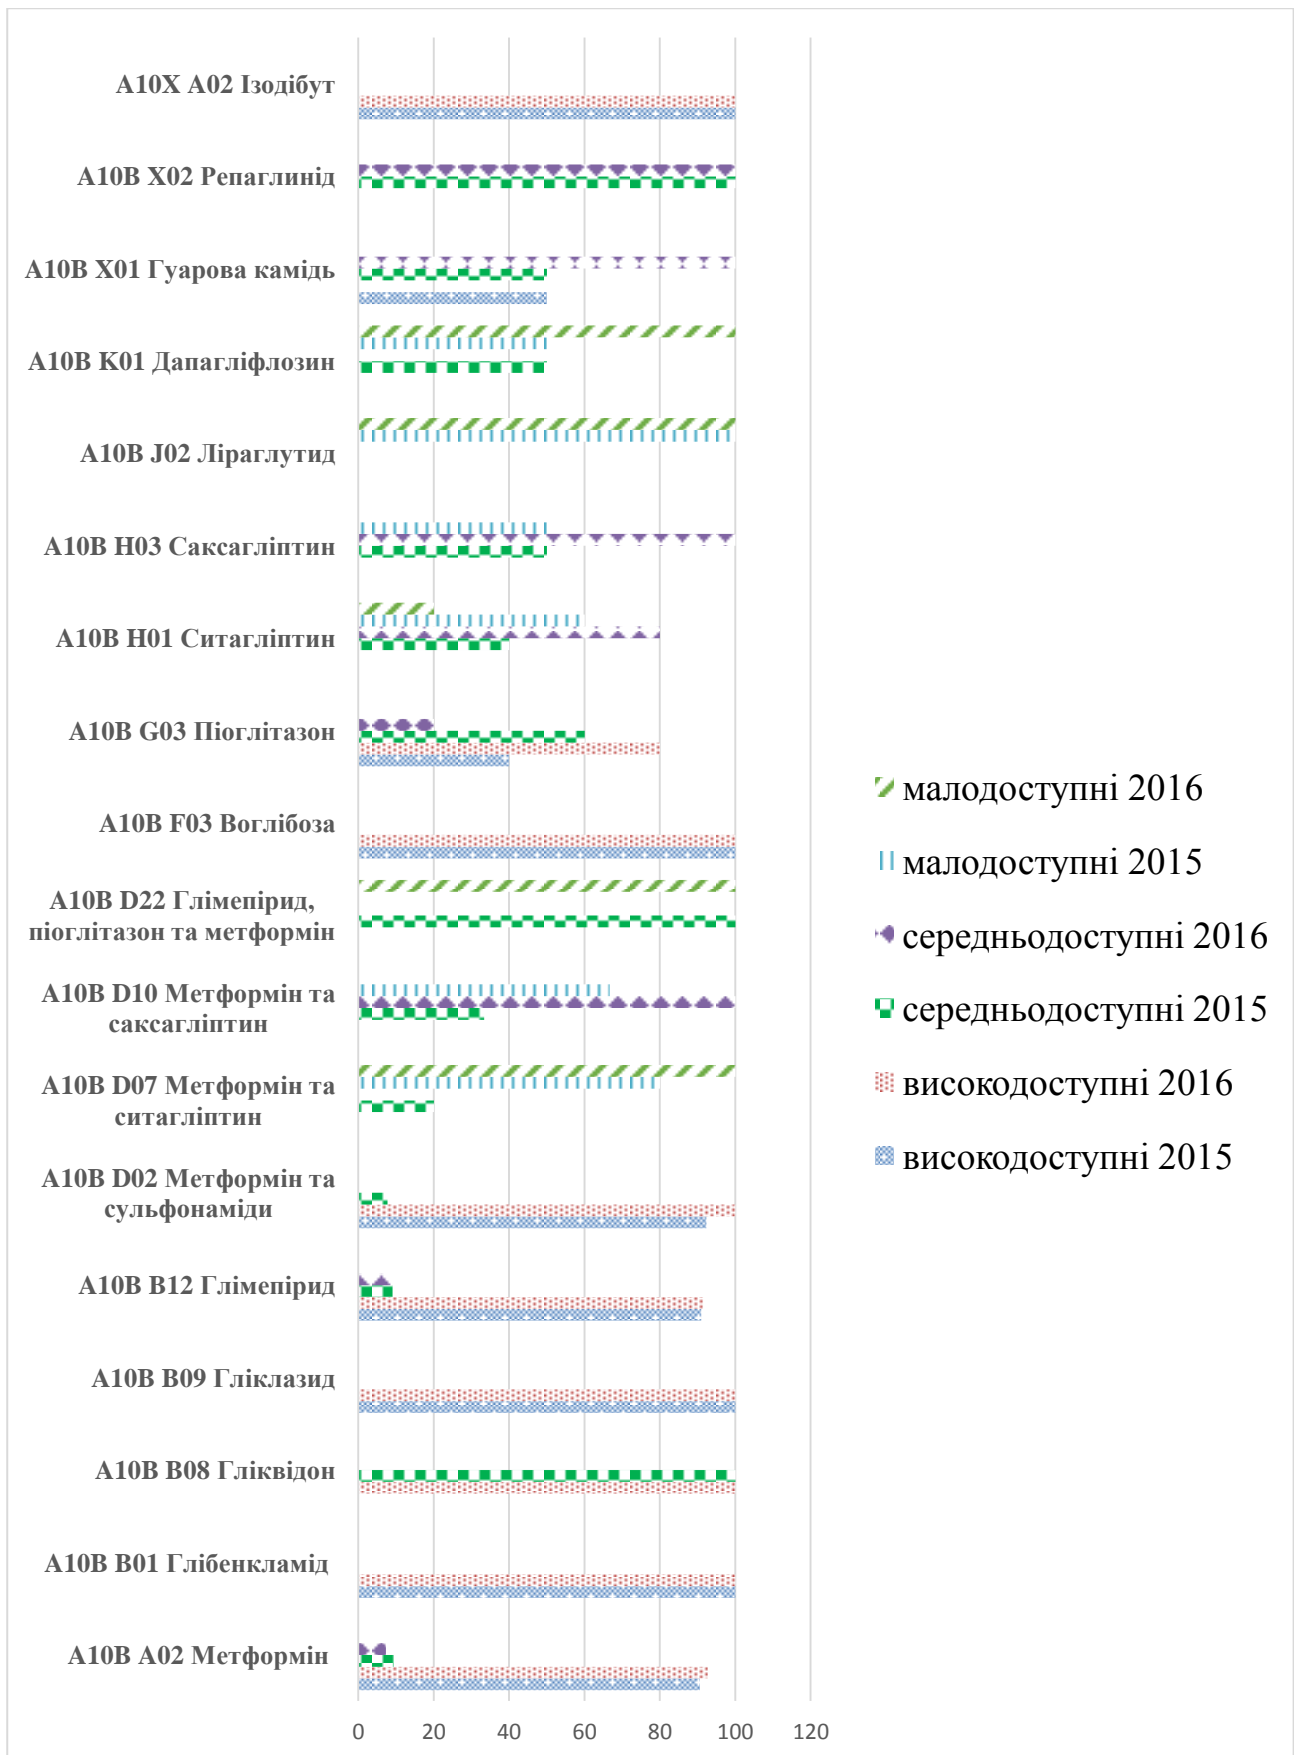 A10X A02 Ізодібут
A10B X02 Репаглинід
A10B X01 Гуарова камідь
A10B K01 Дапагліфлозин
A10B J02 Ліраглутид
A10B H03 Саксагліптин
A10B H01 Ситагліптин
A10B G03 Піоглітазон
A10B F03 Воглібоза
A10B D22 Глімепірид,
піоглітазон та метформін
A10B D10 Метформін та
саксагліптин
A10B D07 Метформін та
ситагліптин
A10B D02 Метформін та
сульфонаміди
A10B B12 Глімепірид
A10B B09 Гліклазид
A10B B08 Гліквідон
A10B B01 Глібенкламід
A10B A02 Метформін
0 20 40 60 80 100 120
малодоступні 2016
малодоступні 2015
середньодоступні 2016
середньодоступні 2015
високодоступні 2016
високодоступні 2015